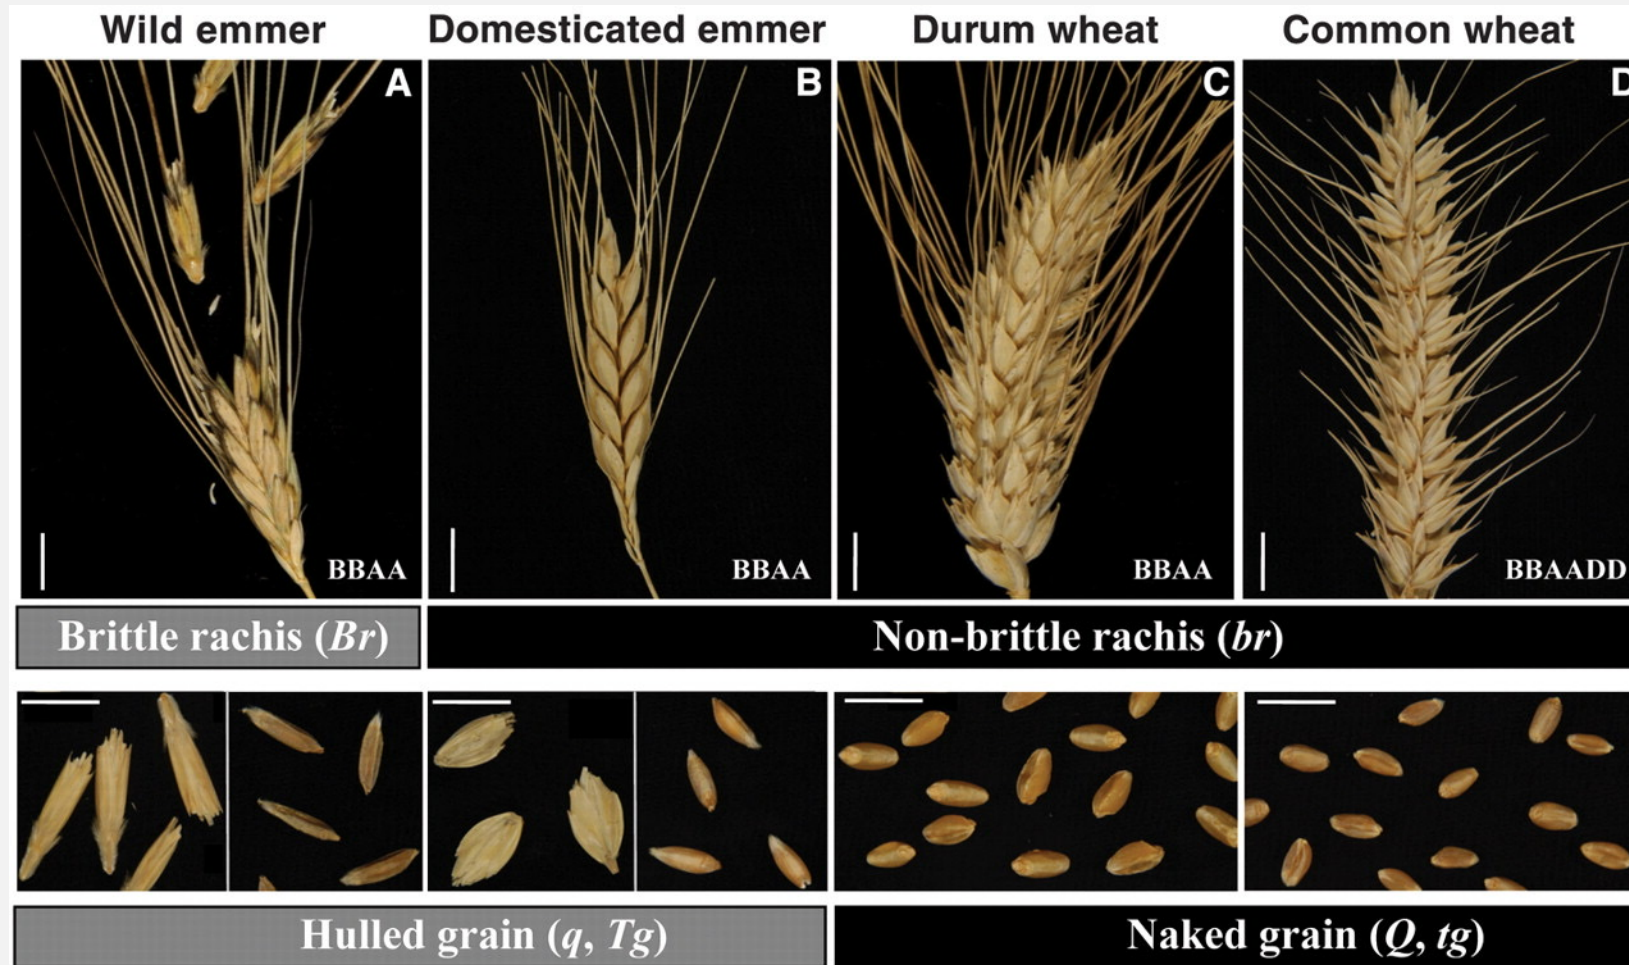 Wild emmer
Domesticated emmer
Durum wheat
Common wheat
A
B
C
D
BBAA
BBAA
BBAA
BBAADD
Brittle rachis (Br)
Non-brittle rachis (br)
Hulled grain (q, Tg)
Naked grain (Q, tg)